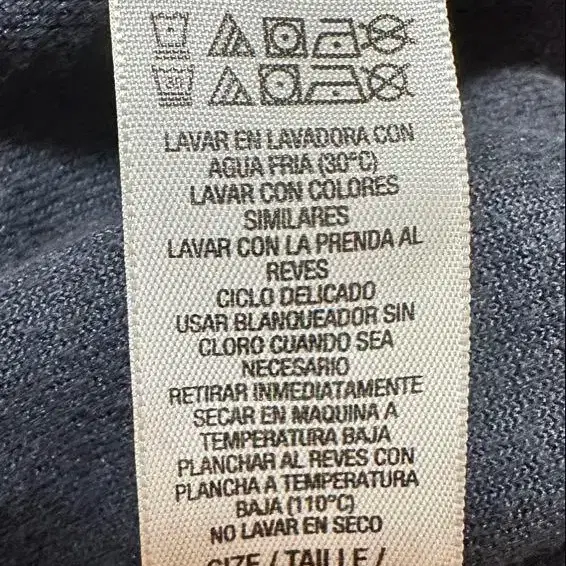 LAVAR EN LAVADORA CON
AGUA FRIA (30°C)
LAVAR CON COLORES
SIMILARES
LAVAR CON LA PRENDA AL
REVES
CICLO DELICADO
USAR BLANQUEADOR SIN
CLORO CUANDO SEA
NECESARIO
RETIRAR INMEDIATAMENTE
SECAR EN MAQUINA A
TEMPERATURA BAJA
PLANCHAR AL REVES CON
PLANCHA A TEMPERATURA
BAJA (110°C)
NO LAVAR EN SECO
SIZE / TAILLE /